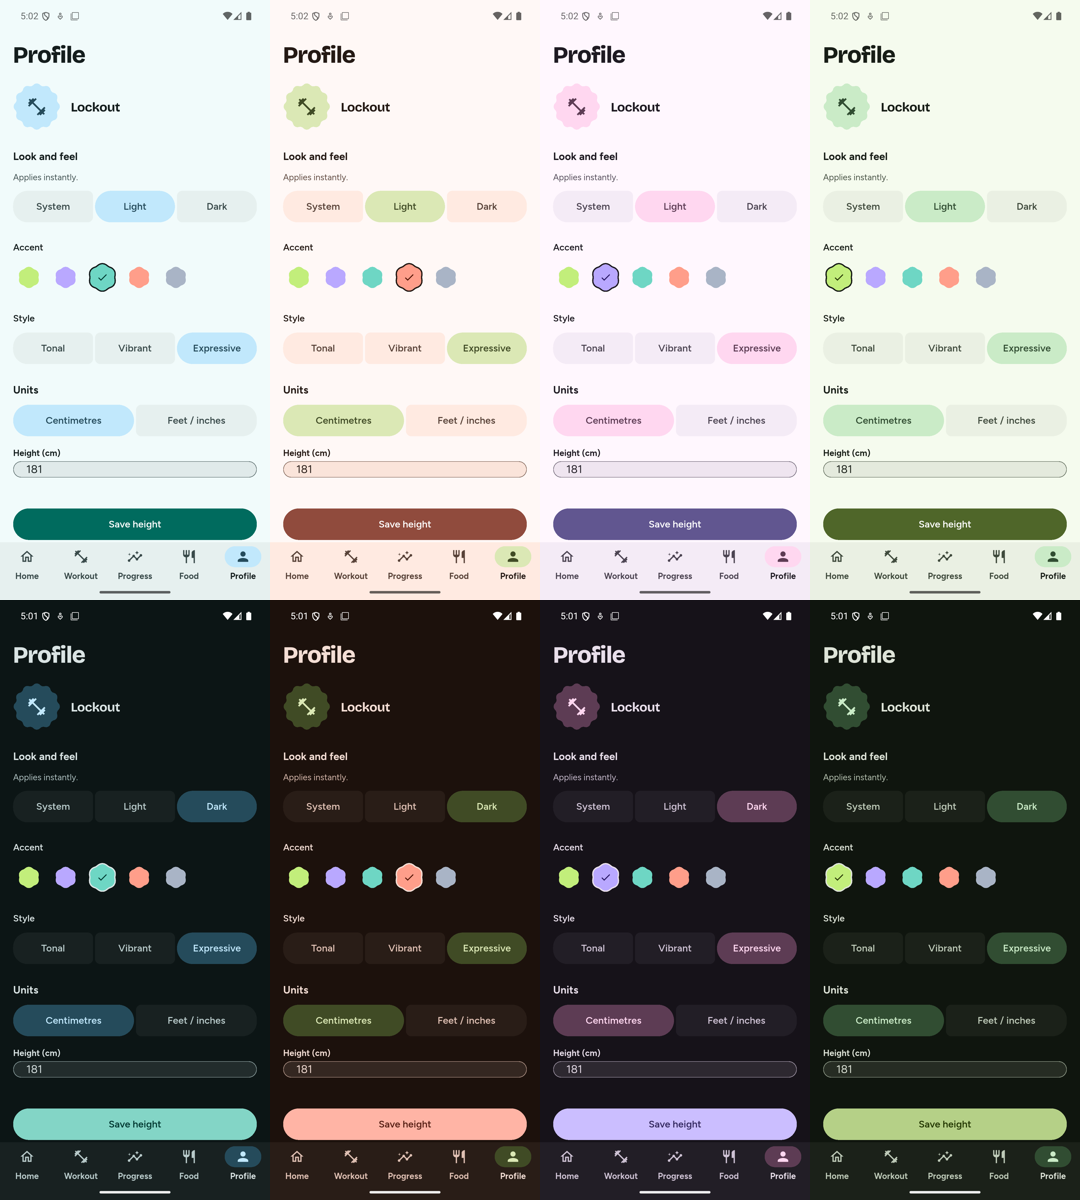 5:02
Profile
Lockout
Look and feel
Applies instantly.
System Light Dark
Accent
Style
Tonal Vibrant Expressive
Units
Centimetres Feet / inches
Height (cm)
181
Save height
Home Workout Progress Food Profile
5:02
Profile
Lockout
Look and feel
Applies instantly.
System Light Dark
Accent
Style
Tonal Vibrant Expressive
Units
Centimetres Feet / inches
Height (cm)
181
Save height
Home Workout Progress Food Profile
5:02
Profile
Lockout
Look and feel
Applies instantly.
System Light Dark
Accent
Style
Tonal Vibrant Expressive
Units
Centimetres Feet / inches
Height (cm)
181
Save height
Home Workout Progress Food Profile
5:02
Profile
Lockout
Look and feel
Applies instantly.
System Light Dark
Accent
Style
Tonal Vibrant Expressive
Units
Centimetres Feet / inches
Height (cm)
181
Save height
Home Workout Progress Food Profile
5:01
Profile
Lockout
Look and feel
Applies instantly.
System Light Dark
Accent
Style
Tonal Vibrant Expressive
Units
Centimetres Feet / inches
Height (cm)
181
Save height
Home Workout Progress Food Profile
5:01
Profile
Lockout
Look and feel
Applies instantly.
System Light Dark
Accent
Style
Tonal Vibrant Expressive
Units
Centimetres Feet / inches
Height (cm)
181
Save height
Home Workout Progress Food Profile
5:01
Profile
Lockout
Look and feel
Applies instantly.
System Light Dark
Accent
Style
Tonal Vibrant Expressive
Units
Centimetres Feet / inches
Height (cm)
181
Save height
Home Workout Progress Food Profile
5:01
Profile
Lockout
Look and feel
Applies instantly.
System Light Dark
Accent
Style
Tonal Vibrant Expressive
Units
Centimetres Feet / inches
Height (cm)
181
Save height
Home Workout Progress Food Profile